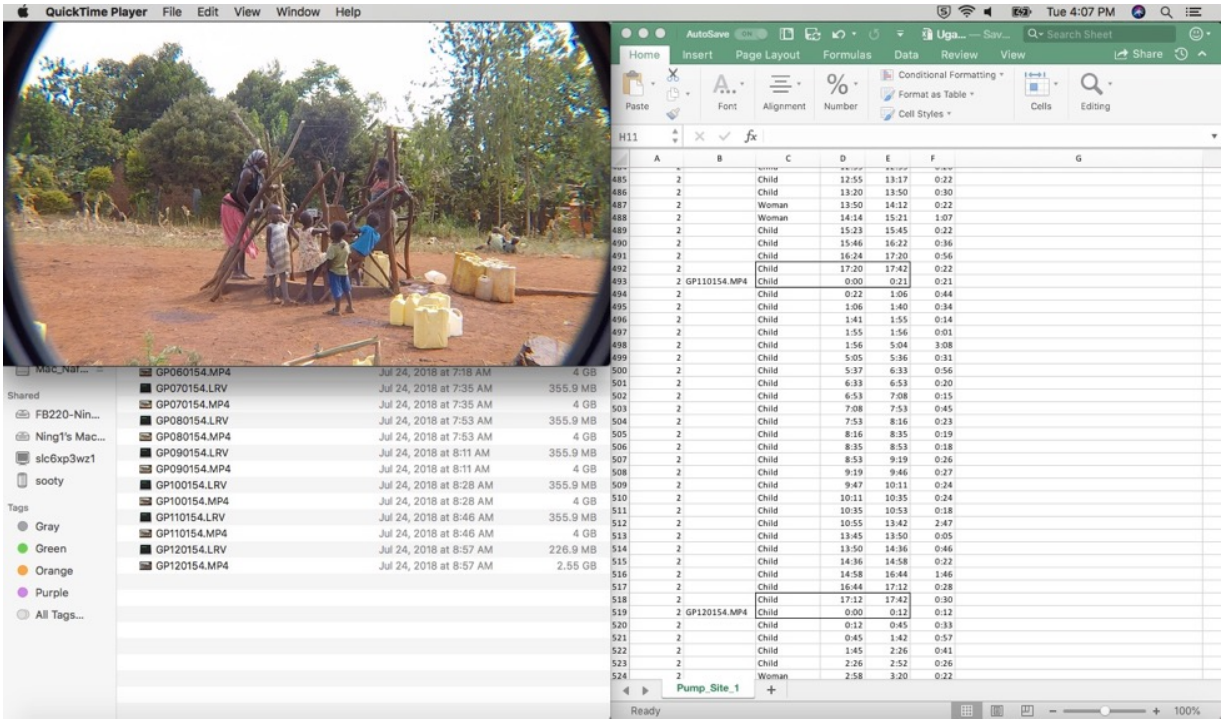 QuickTime Player File Edit View Window Help
S Tue 4:07 PM
AutoSave ON Uga... — Sav... Search Sheet
Home Insert Page Layout Formulas Data Review View Share
Paste Font Alignment Number Conditional Formatting Format as Table Cell Styles Cells Editing
H11 fx
A B C D E F G
485 2 Child 12:55 13:17 0:22
486 2 Child 13:20 13:50 0:30
487 2 Woman 13:50 14:12 0:22
488 2 Woman 14:14 15:21 1:07
489 2 Child 15:23 15:45 0:22
490 2 Child 15:46 16:22 0:36
491 2 Child 16:24 17:20 0:56
492 2 Child 17:20 17:42 0:22
493 2 GP110154.MP4 Child 0:00 0:21 0:21
494 2 Child 0:22 1:06 0:44
495 2 Child 1:06 1:40 0:34
496 2 Child 1:41 1:55 0:14
497 2 Child 1:55 1:56 0:01
498 2 Child 1:56 5:04 3:08
499 2 Child 5:05 5:36 0:31
500 2 Child 5:37 6:33 0:56
501 2 Child 6:33 6:53 0:20
502 2 Child 6:53 7:08 0:15
503 2 Child 7:08 7:53 0:45
504 2 Child 7:53 8:16 0:23
505 2 Child 8:16 8:35 0:19
506 2 Child 8:35 8:53 0:18
507 2 Child 8:53 9:19 0:26
508 2 Child 9:19 9:46 0:27
509 2 Child 9:47 10:11 0:24
510 2 Child 10:11 10:35 0:24
511 2 Child 10:35 10:53 0:18
512 2 Child 10:55 13:42 2:47
513 2 Child 13:45 13:50 0:05
514 2 Child 13:50 14:36 0:46
515 2 Child 14:36 14:58 0:22
516 2 Child 14:58 16:44 1:46
517 2 Child 16:44 17:12 0:28
518 2 Child 17:12 17:42 0:30
519 2 GP120154.MP4 Child 0:00 0:12 0:12
520 2 Child 0:12 0:45 0:33
521 2 Child 0:45 1:42 0:57
522 2 Child 1:45 2:26 0:41
523 2 Child 2:26 2:52 0:26
524 2 Woman 2:58 3:20 0:22
Pump_Site_1
Ready 100%
GP060154.MP4 Jul 24, 2018 at 7:18 AM 4 GB
GP070154.LRV Jul 24, 2018 at 7:35 AM 355.9 MB
GP070154.MP4 Jul 24, 2018 at 7:35 AM 4 GB
GP080154.LRV Jul 24, 2018 at 7:53 AM 355.9 MB
GP080154.MP4 Jul 24, 2018 at 7:53 AM 4 GB
GP090154.LRV Jul 24, 2018 at 8:11 AM 355.9 MB
GP090154.MP4 Jul 24, 2018 at 8:11 AM 4 GB
GP100154.LRV Jul 24, 2018 at 8:28 AM 355.9 MB
GP100154.MP4 Jul 24, 2018 at 8:28 AM 4 GB
GP110154.LRV Jul 24, 2018 at 8:46 AM 355.9 MB
GP110154.MP4 Jul 24, 2018 at 8:46 AM 4 GB
GP120154.LRV Jul 24, 2018 at 8:57 AM 226.9 MB
GP120154.MP4 Jul 24, 2018 at 8:57 AM 2.55 GB
Shared
FB220-Nin...
Ning1's Mac...
slc6xp3wz1
sooty
Tags
Gray
Green
Orange
Purple
All Tags...